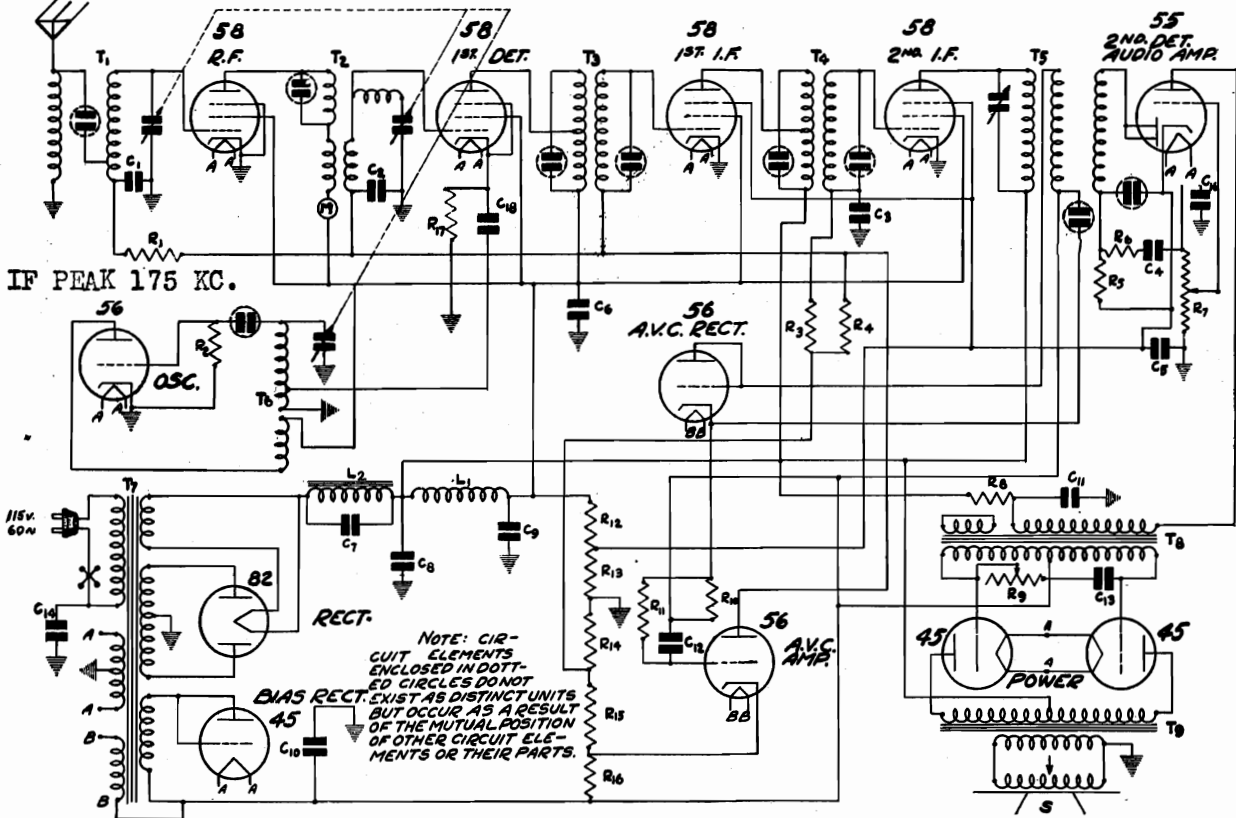 58
R.F.
58
1ST. DET.
58
1ST. I.F.
58
2ND. I.F.
55
2ND. DET.
AUDIO AMP.
T1
T2
T3
T4
T5
A A
A A
A A
A A
A A
C1
C2
R17
C18
C3
C16
R1
M
R6
C4
R5
R7
IF PEAK 175 KC.
C6
R3
R4
C5
56
OSC.
R2
A A
T6
56
A.V.C. RECT.
BB
T7
115V.
60~
L2
L1
C7
C8
C9
R12
R13
R14
R15
R16
R8
C11
T8
82
RECT.
C14
A
A
B
B
R11
R10
C12
56
A.V.C.
AMP.
BB
R9
C13
45
45
A
A
POWER
T9
S
BIAS RECT.
45
A A
C10
NOTE: CIR-
CUIT ELEMENTS
ENCLOSED IN DOTT-
ED CIRCLES DO NOT
EXIST AS DISTINCT UNITS
BUT OCCUR AS A RESULT
OF THE MUTUAL POSITION
OF OTHER CIRCUIT ELE-
MENTS OR THEIR PARTS.